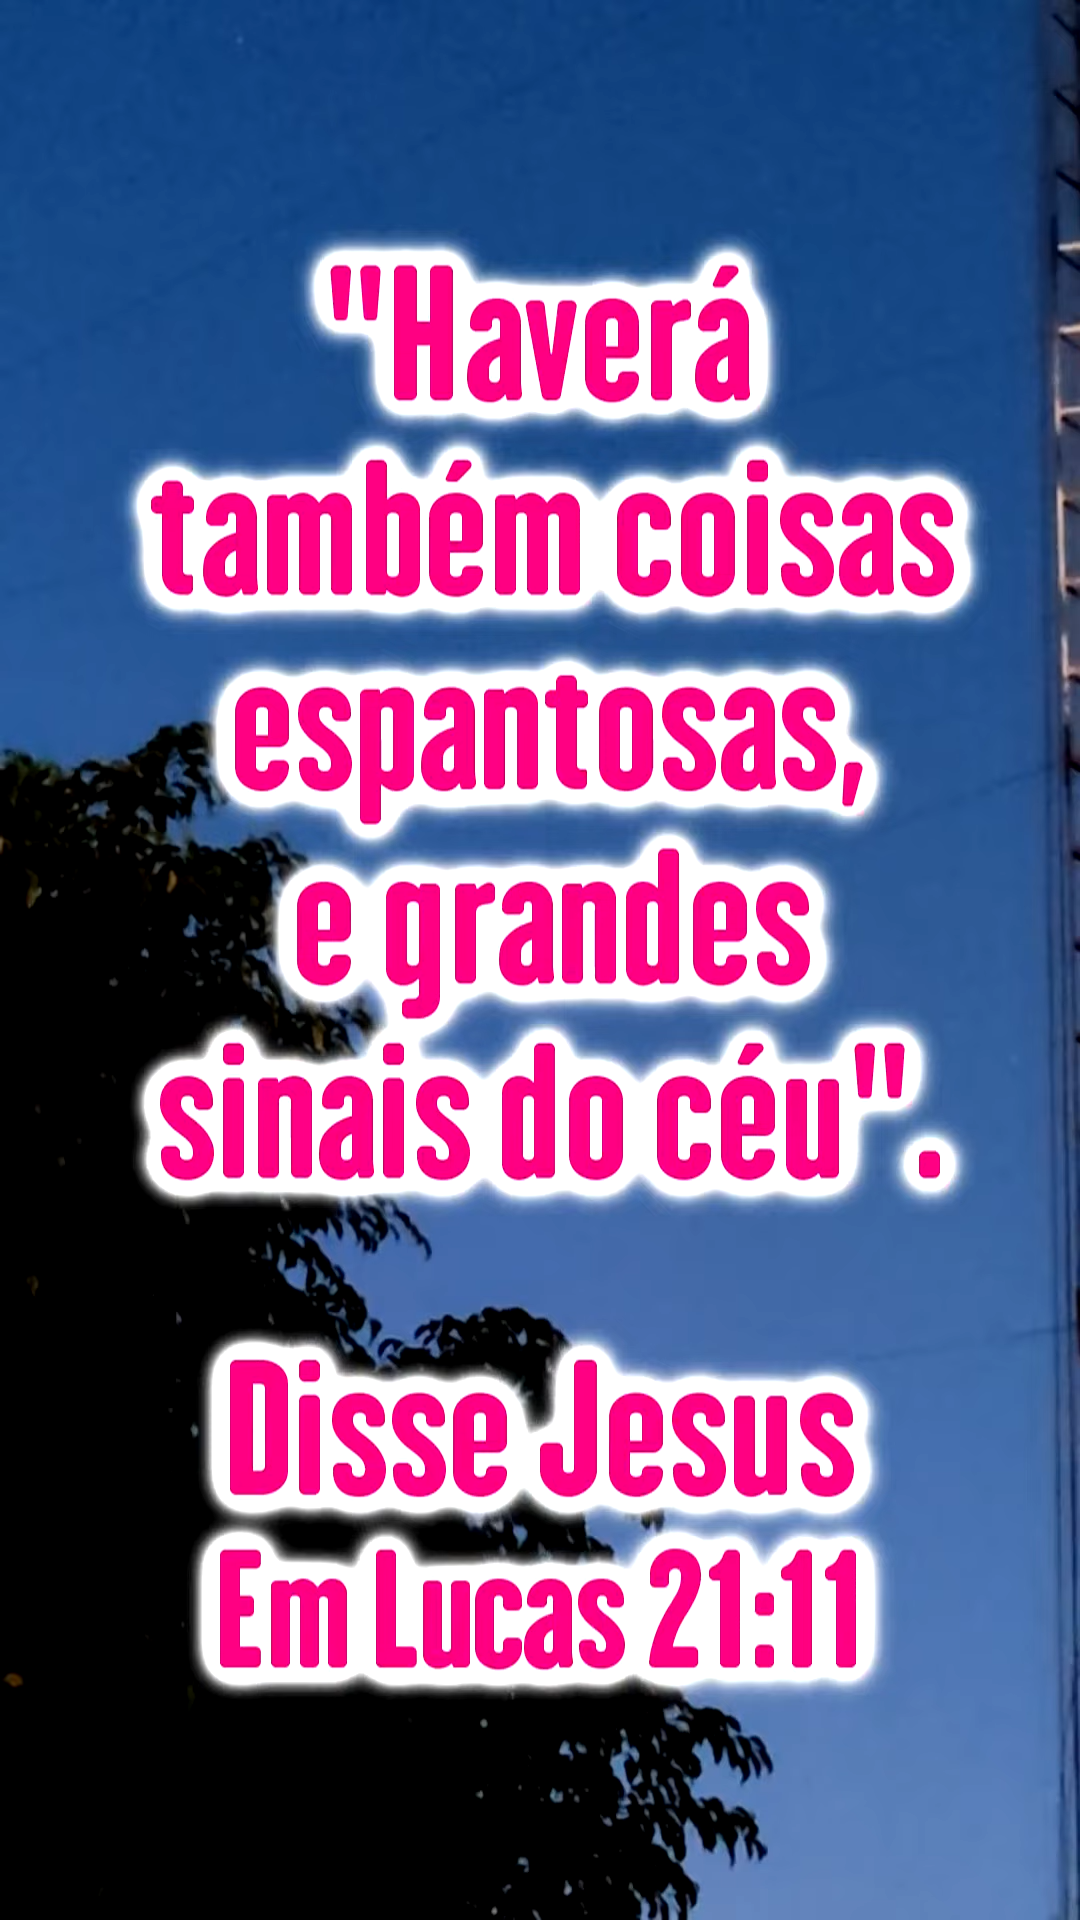 "Haverá
também coisas
espantosas,
e grandes
sinais do céu".
Disse Jesus
Em Lucas 21:11